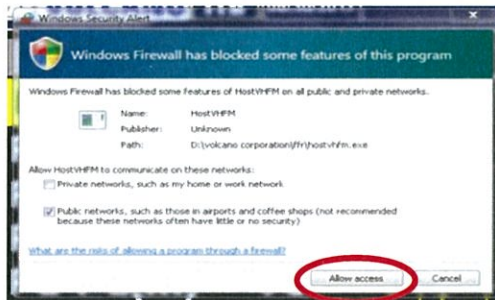 Windows Security Alert
Windows Firewall has blocked some features of this program
Windows Firewall has blocked some features of HostVHFM on all public and private networks.
Name: HostVHFM
Publisher: Unknown
Path: D:\volcano corporation\ffr\hostvhfm.exe
Allow HostVHFM to communicate on these networks:
Private networks, such as my home or work network
Public networks, such as those in airports and coffee shops (not recommended
because these networks often have little or no security)
What are the risks of allowing a program through a firewall?
Allow access Cancel